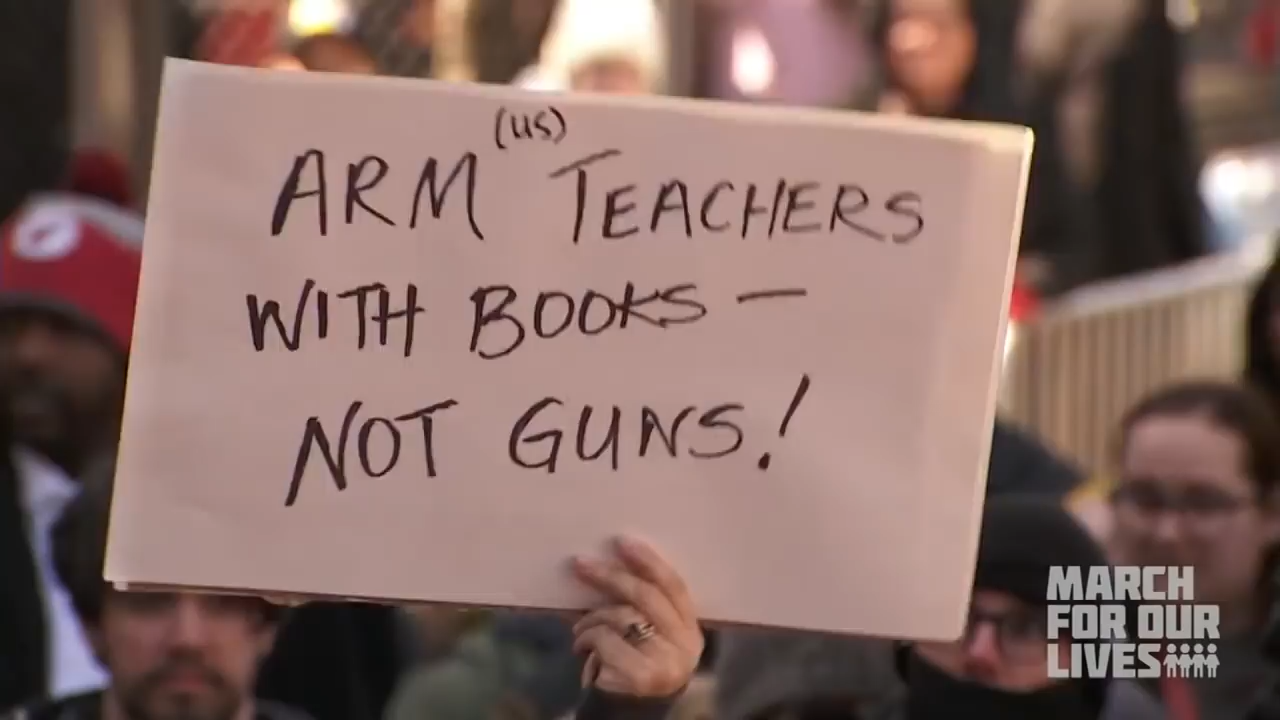 (us)
ARM TEACHERS
WITH BOOKS —
NOT GUNS!
MARCH
FOR OUR
LIVES